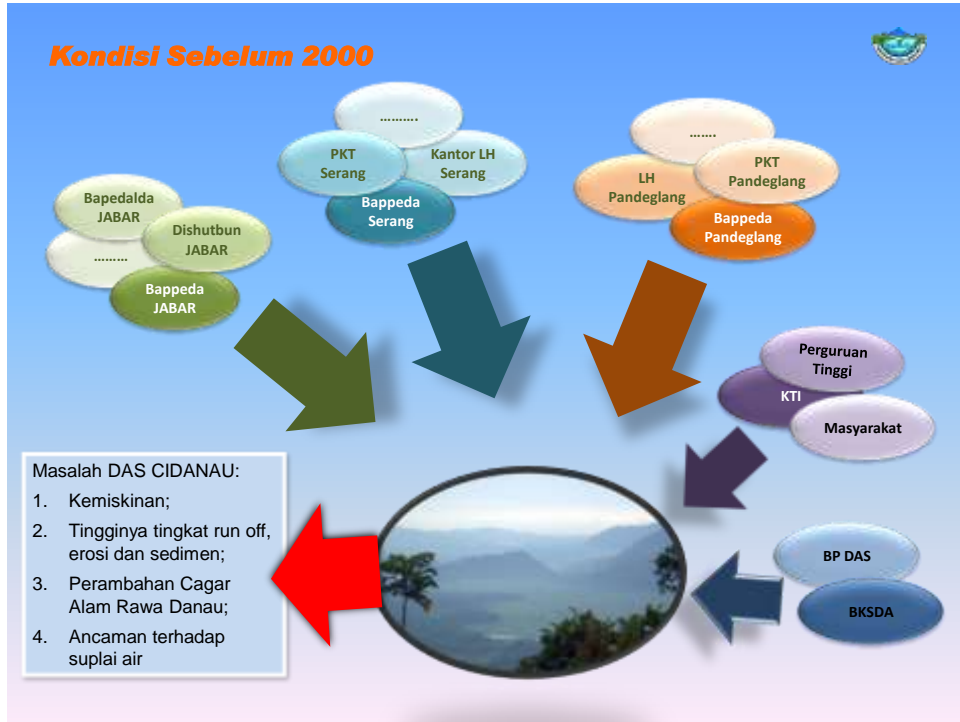 Kondisi Sebelum 2000
……….
PKT
Serang
Kantor LH
Serang
Bappeda
Serang
…….
PKT
Pandeglang
LH
Pandeglang
Bappeda
Pandeglang
Bapedalda
JABAR
Dishutbun
JABAR
………
Bappeda
JABAR
Perguruan
Tinggi
KTI
Masyarakat
Masalah DAS CIDANAU:
1. Kemiskinan;
2. Tingginya tingkat run off,
erosi dan sedimen;
3. Perambahan Cagar
Alam Rawa Danau;
4. Ancaman terhadap
suplai air
BP DAS
BKSDA